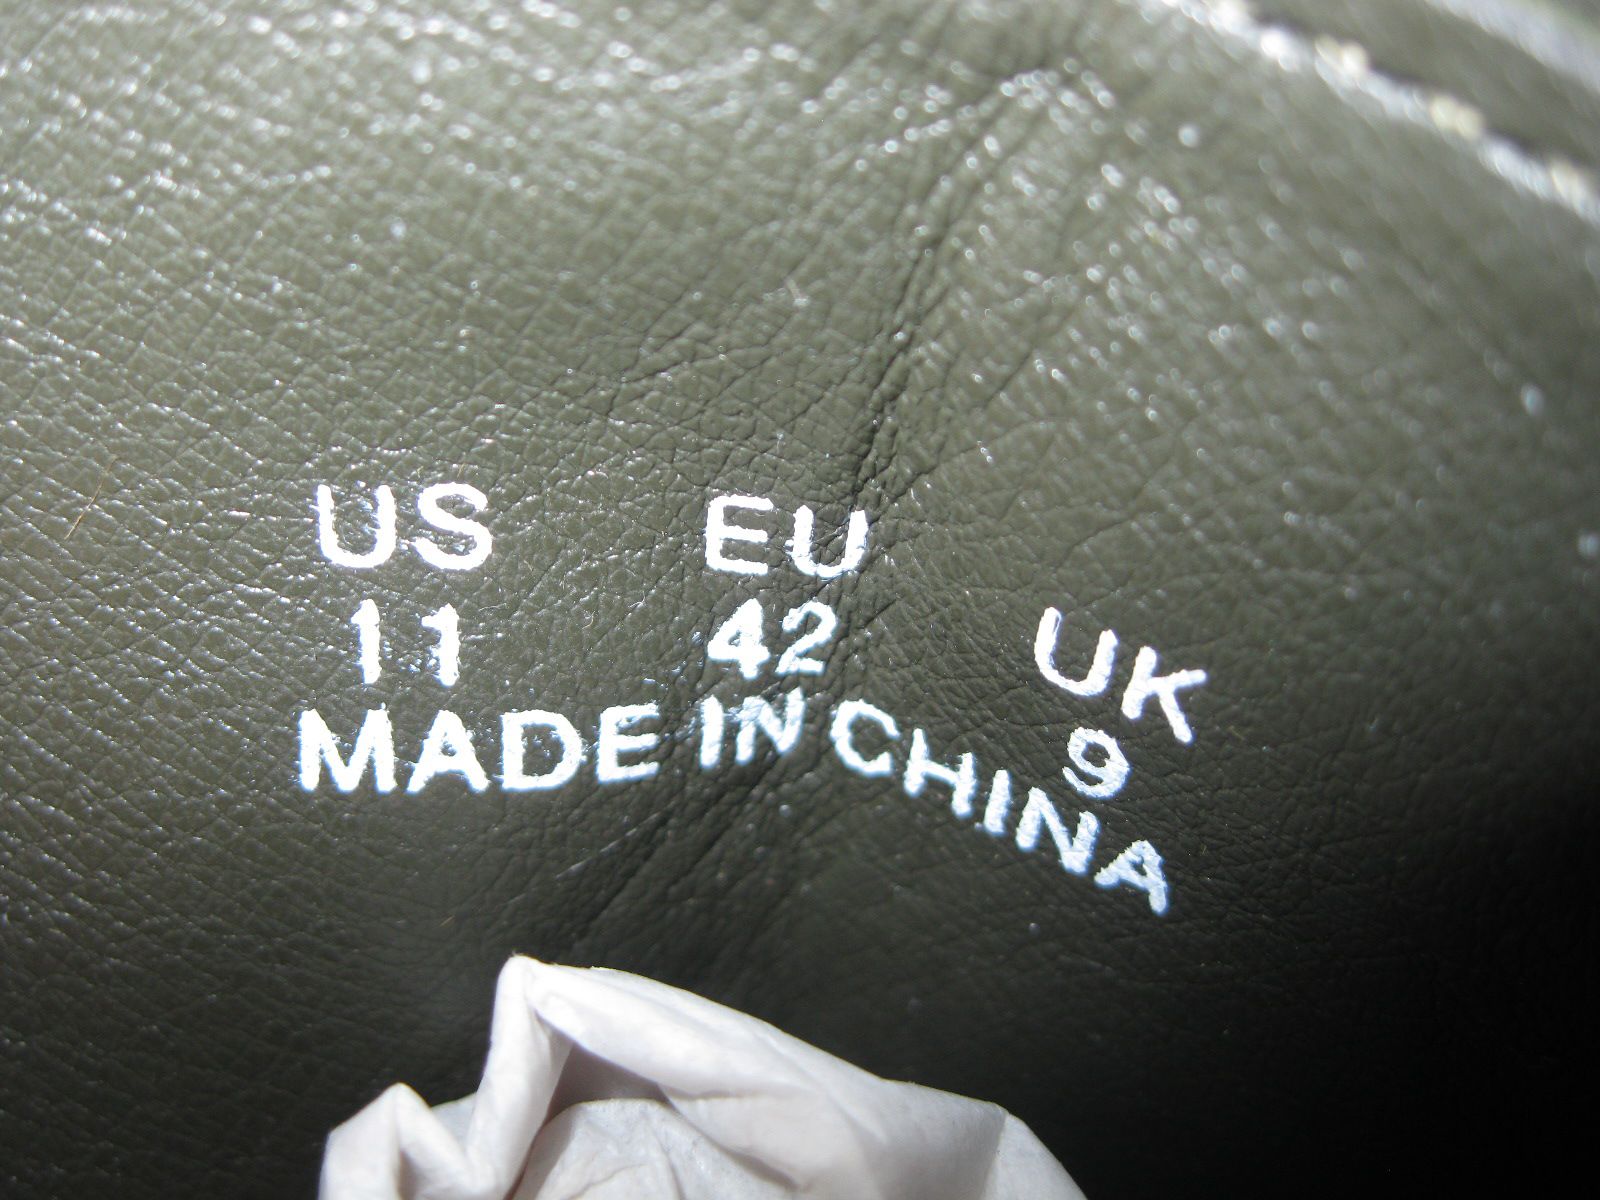 US EU UK
11 42 9
MADE IN CHINA